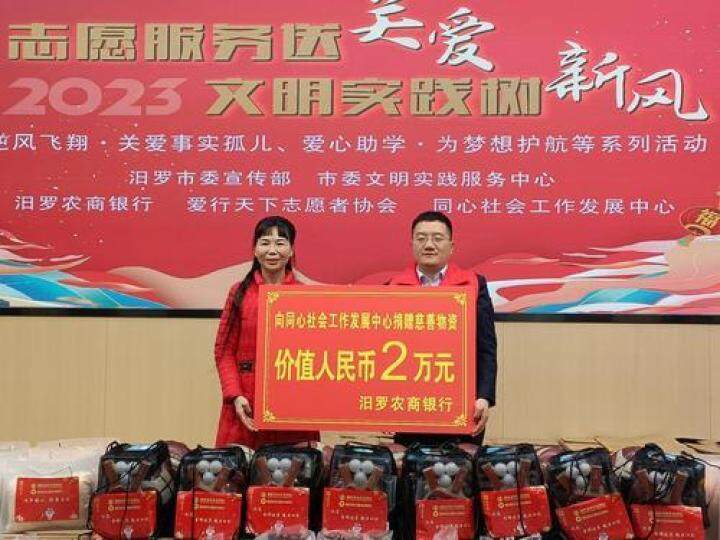 志愿服务送关爱
2023文明实践树新风
逆风飞翔·关爱事实孤儿、爱心助学·为梦想护航等系列活动
汨罗市委宣传部 市委文明实践服务中心
汨罗农商银行 爱行天下志愿者协会 同心社会工作发展中心
福
向同心社会工作发展中心捐赠慈善物资
价值人民币2万元
汨罗农商银行